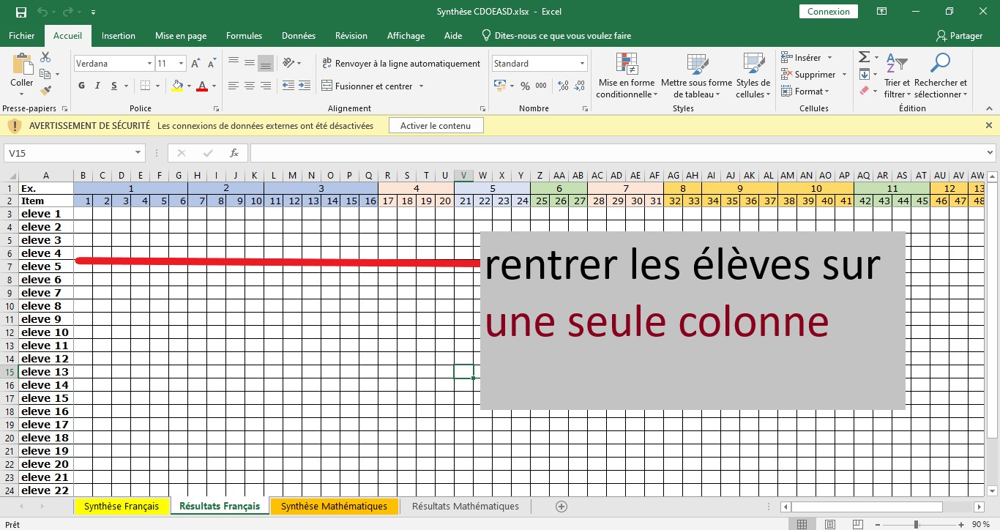 Synthèse CDOEASD.xlsx - Excel
Connexion
Fichier Accueil Insertion Mise en page Formules Données Révision Affichage Aide Dites-nous ce que vous voulez faire Partager
Coller
Presse-papiers
Verdana 11
G I S
Police
Renvoyer à la ligne automatiquement
Fusionner et centrer
Alignement
Standard
% 000
Nombre
Mise en forme conditionnelle
Mettre sous forme de tableau
Styles de cellules
Styles
Insérer
Supprimer
Format
Cellules
Trier et filtrer
Rechercher et sélectionner
Édition
AVERTISSEMENT DE SÉCURITÉ Les connexions de données externes ont été désactivées Activer le contenu
V15 fx
A B C D E F G H I J K L M N O P Q R S T U V W X Y Z AA AB AC AD AE AF AG AH AI AJ AK AL AM AN AO AP AQ AR AS AT AU AV AW
1 Ex. 1 2 3 4 5 6 7 8 9 10 11 12 13
2 Item 1 2 3 4 5 6 7 8 9 10 11 12 13 14 15 16 17 18 19 20 21 22 23 24 25 26 27 28 29 30 31 32 33 34 35 36 37 38 39 40 41 42 43 44 45 46 47 48
3 eleve 1
4 eleve 2
5 eleve 3
6 eleve 4
7 eleve 5
8 eleve 6
9 eleve 7
10 eleve 8
11 eleve 9
12 eleve 10
13 eleve 11
14 eleve 12
15 eleve 13
16 eleve 14
17 eleve 15
18 eleve 16
19 eleve 17
20 eleve 18
21 eleve 19
22 eleve 20
23 eleve 21
24 eleve 22
rentrer les élèves sur
une seule colonne
Synthèse Français Résultats Français Synthèse Mathématiques Résultats Mathématiques
Prêt 90 %